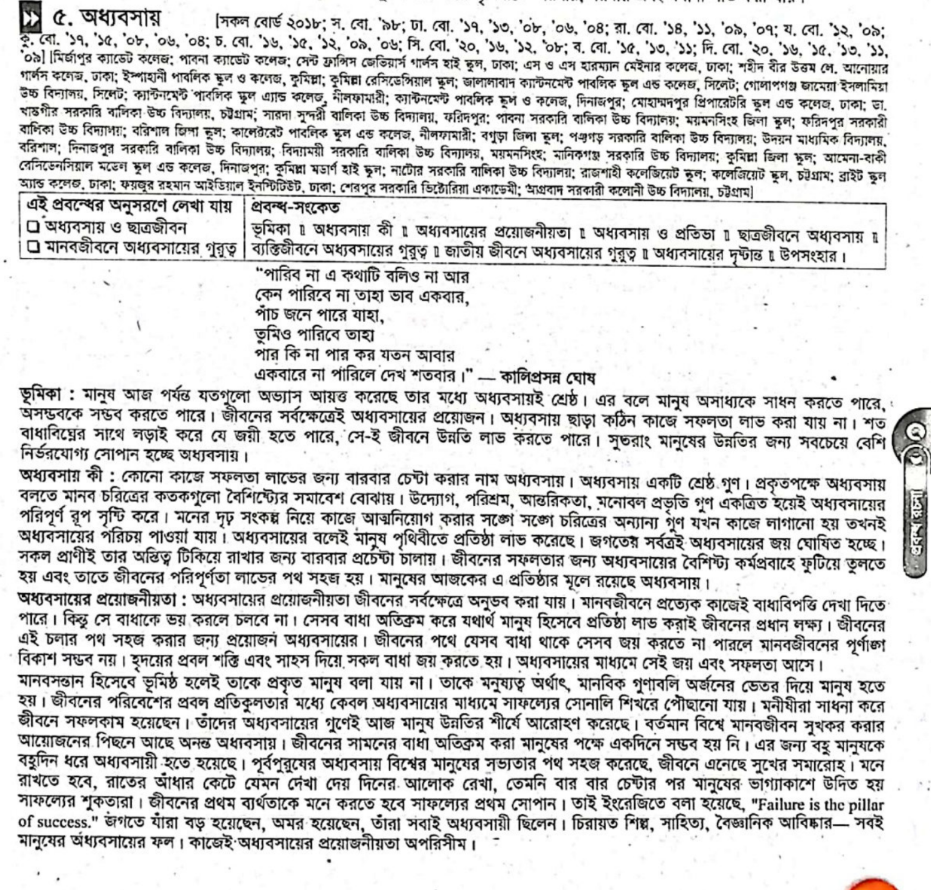 ৫. অধ্যবসায় [সকল বোর্ড ২০১৮; স. বো. '৯৮; ঢা. বো. '১৭, '১৩, '০৮, '০৬, '০৪; রা. বো. '১৪, '১১, '০৯, '০৭; য. বো. '১২, '০৯;
কু. বো. '১৭, '১৫, '০৮, '০৬, '০৪; চ. বো. '১৬, '১৫, '১২, '০৯, '০৬; সি. বো. '২০, '১৬, '১২, '০৮; ব. বো. '১৫, '১৩, '১১; দি. বো. '২০, '১৬, '১৫, '১৩, '১১,
'০৯] [মির্জাপুর ক্যাডেট কলেজ; পাবনা ক্যাডেট কলেজ; সেন্ট ফ্রান্সিস জেভিয়ার্স গার্লস হাই স্কুল, ঢাকা; এস ও এস হারম্যান মেইনার কলেজ, ঢাকা; শহীদ বীর উত্তম লে. আনোয়ার
গার্লস কলেজ, ঢাকা; ইস্পাহানী পাবলিক স্কুল ও কলেজ, কুমিল্লা; কুমিল্লা রেসিডেন্সিয়াল স্কুল; জালালাবাদ ক্যান্টনমেন্ট পাবলিক স্কুল এন্ড কলেজ, সিলেট; গোলাপগঞ্জ জামেয়া ইসলামিয়া
উচ্চ বিদ্যালয়, সিলেট; ক্যান্টনমেন্ট পাবলিক স্কুল এ্যান্ড কলেজ, নীলফামারী; ক্যান্টনমেন্ট পাবলিক স্কুল ও কলেজ, দিনাজপুর; মোহাম্মদপুর প্রিপারেটরি স্কুল এন্ড কলেজ, ঢাকা; ডা.
খাস্তগীর সরকারি বালিকা উচ্চ বিদ্যালয়, চট্টগ্রাম; সারদা সুন্দরী বালিকা উচ্চ বিদ্যালয়, ফরিদপুর; পাবনা সরকারি বালিকা উচ্চ বিদ্যালয়; ময়মনসিংহ জিলা স্কুল; ফরিদপুর সরকারী
বালিকা উচ্চ বিদ্যালয়; বরিশাল জিলা স্কুল; কালেক্টরেট পাবলিক স্কুল এন্ড কলেজ, নীলফামারী; বগুড়া জিলা স্কুল; পঞ্চগড় সরকারি বালিকা উচ্চ বিদ্যালয়; উদয়ন মাধ্যমিক বিদ্যালয়,
বরিশাল; দিনাজপুর সরকারি বালিকা উচ্চ বিদ্যালয়; বিদ্যাময়ী সরকারি বালিকা উচ্চ বিদ্যালয়, ময়মনসিংহ; মানিকগঞ্জ সরকারি উচ্চ বিদ্যালয়; কুমিল্লা জিলা স্কুল; আমেনা-বাকী
রেসিডেনসিয়াল মডেল স্কুল এন্ড কলেজ, দিনাজপুর; কুমিল্লা মডার্ণ হাই স্কুল; নাটোর সরকারি বালিকা উচ্চ বিদ্যালয়; রাজশাহী কলেজিয়েট স্কুল; কলেজিয়েট স্কুল, চট্টগ্রাম; ব্রাইট স্কুল
অ্যান্ড কলেজ, ঢাকা; ফয়জুর রহমান আইডিয়াল ইনস্টিটিউট, ঢাকা; শেরপুর সরকারি ভিক্টোরিয়া একাডেমী; আগ্রাবাদ সরকারী কলোনী উচ্চ বিদ্যালয়, চট্টগ্রাম]
এই প্রবন্ধের অনুসরণে লেখা যায়
❑ অধ্যবসায় ও ছাত্রজীবন
❑ মানবজীবনে অধ্যবসায়ের গুরুত্ব
প্রবন্ধ-সংকেত
ভূমিকা ॥ অধ্যবসায় কী ॥ অধ্যবসায়ের প্রয়োজনীয়তা ॥ অধ্যবসায় ও প্রতিভা ॥ ছাত্রজীবনে অধ্যবসায় ॥
ব্যক্তিজীবনে অধ্যবসায়ের গুরুত্ব ॥ জাতীয় জীবনে অধ্যবসায়ের গুরুত্ব ॥ অধ্যবসায়ের দৃষ্টান্ত ॥ উপসংহার।
"পারিব না এ কথাটি বলিও না আর
কেন পারিবে না তাহা ভাব একবার,
পাঁচ জনে পারে যাহা,
তুমিও পারিবে তাহা
পার কি না পার কর যতন আবার
একবারে না পারিলে দেখ শতবার।" — কালিপ্রসন্ন ঘোষ
ভূমিকা : মানুষ আজ পর্যন্ত যতগুলো অভ্যাস আয়ত্ত করেছে তার মধ্যে অধ্যবসায়ই শ্রেষ্ঠ। এর বলে মানুষ অসাধ্যকে সাধন করতে পারে,
অসম্ভবকে সম্ভব করতে পারে। জীবনের সর্বক্ষেত্রেই অধ্যবসায়ের প্রয়োজন। অধ্যবসায় ছাড়া কঠিন কাজে সফলতা লাভ করা যায় না। শত
বাধাবিঘ্নের সাথে লড়াই করে যে জয়ী হতে পারে, সে-ই জীবনে উন্নতি লাভ করতে পারে। সুতরাং মানুষের উন্নতির জন্য সবচেয়ে বেশি
নির্ভরযোগ্য সোপান হচ্ছে অধ্যবসায়।
অধ্যবসায় কী : কোনো কাজে সফলতা লাভের জন্য বারবার চেষ্টা করার নাম অধ্যবসায়। অধ্যবসায় একটি শ্রেষ্ঠ গুণ। প্রকৃতপক্ষে অধ্যবসায়
বলতে মানব চরিত্রের কতকগুলো বৈশিষ্ট্যের সমাবেশ বোঝায়। উদ্যোগ, পরিশ্রম, আন্তরিকতা, মনোবল প্রভৃতি গুণ একত্রিত হয়েই অধ্যবসায়ের
পরিপূর্ণ রূপ সৃষ্টি করে। মনের দৃঢ় সংকল্প নিয়ে কাজে আত্মনিয়োগ করার সঙ্গে সঙ্গে চরিত্রের অন্যান্য গুণ যখন কাজে লাগানো হয় তখনই
অধ্যবসায়ের পরিচয় পাওয়া যায়। অধ্যবসায়ের বলেই মানুষ পৃথিবীতে প্রতিষ্ঠা লাভ করেছে। জগতের সর্বত্রই অধ্যবসায়ের জয় ঘোষিত হচ্ছে।
সকল প্রাণীই তার অস্তিত্ব টিকিয়ে রাখার জন্য বারবার প্রচেষ্টা চালায়। জীবনের সফলতার জন্য অধ্যবসায়ের বৈশিষ্ট্য কর্মপ্রবাহে ফুটিয়ে তুলতে
হয় এবং তাতে জীবনের পরিপূর্ণতা লাভের পথ সহজ হয়। মানুষের আজকের এ প্রতিষ্ঠার মূলে রয়েছে অধ্যবসায়।
অধ্যবসায়ের প্রয়োজনীয়তা : অধ্যবসায়ের প্রয়োজনীয়তা জীবনের সর্বক্ষেত্রে অনুভব করা যায়। মানবজীবনে প্রত্যেক কাজেই বাধাবিপত্তি দেখা দিতে
পারে। কিন্তু সে বাধাকে ভয় করলে চলবে না। সেসব বাধা অতিক্রম করে যথার্থ মানুষ হিসেবে প্রতিষ্ঠা লাভ করাই জীবনের প্রধান লক্ষ্য। জীবনের
এই চলার পথ সহজ করার জন্য প্রয়োজন অধ্যবসায়ের। জীবনের পথে যেসব বাধা থাকে সেসব জয় করতে না পারলে মানবজীবনের পূর্ণাঙ্গ
বিকাশ সম্ভব নয়। হৃদয়ের প্রবল শক্তি এবং সাহস দিয়ে সকল বাধা জয় করতে হয়। অধ্যবসায়ের মাধ্যমে সেই জয় এবং সফলতা আসে।
মানবসন্তান হিসেবে ভূমিষ্ঠ হলেই তাকে প্রকৃত মানুষ বলা যায় না। তাকে মনুষ্যত্ব অর্থাৎ, মানবিক গুণাবলি অর্জনের ভেতর দিয়ে মানুষ হতে
হয়। জীবনের পরিবেশের প্রবল প্রতিকূলতার মধ্যে কেবল অধ্যবসায়ের মাধ্যমে সাফল্যের সোনালি শিখরে পৌঁছানো যায়। মনীষীরা সাধনা করে
জীবনে সফলকাম হয়েছেন। তাঁদের অধ্যবসায়ের গুণেই আজ মানুষ উন্নতির শীর্ষে আরোহণ করেছে। বর্তমান বিশ্বে মানবজীবন সুখকর করার
আয়োজনের পিছনে আছে অনন্ত অধ্যবসায়। জীবনের সামনের বাধা অতিক্রম করা মানুষের পক্ষে একদিনে সম্ভব হয় নি। এর জন্য বহু মানুষকে
বহুদিন ধরে অধ্যবসায়ী হতে হয়েছে। পূর্বপুরুষের অধ্যবসায় বিশ্বের মানুষের সভ্যতার পথ সহজ করেছে, জীবনে এনেছে সুখের সমারোহ। মনে
রাখতে হবে, রাতের আঁধার কেটে যেমন দেখা দেয় দিনের আলোক রেখা, তেমনি বার বার চেষ্টার পর মানুষের ভাগ্যাকাশে উদিত হয়
সাফল্যের শুকতারা। জীবনের প্রথম ব্যর্থতাকে মনে করতে হবে সাফল্যের প্রথম সোপান। তাই ইংরেজিতে বলা হয়েছে, "Failure is the pillar
of success." জগতে যাঁরা বড় হয়েছেন, অমর হয়েছেন, তাঁরা সবাই অধ্যবসায়ী ছিলেন। চিরায়ত শিল্প, সাহিত্য, বৈজ্ঞানিক আবিষ্কার— সবই
মানুষের অধ্যবসায়ের ফল। কাজেই অধ্যবসায়ের প্রয়োজনীয়তা অপরিসীম।
প্রবন্ধ রচনা